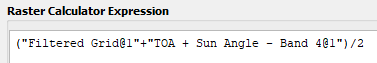 Raster Calculator Expression
("Filtered Grid@1"+"TOA + Sun Angle - Band 4@1")/2